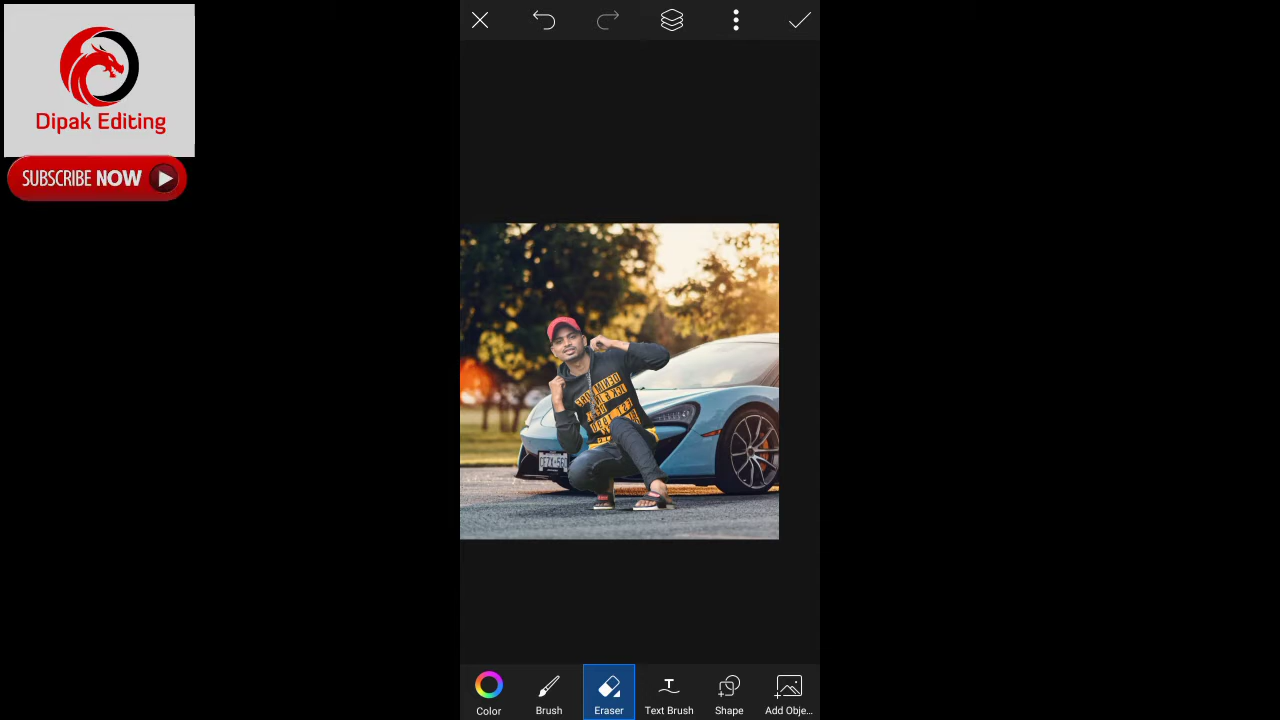 Dipak Editing
SUBSCRIBE NOW
Color
Brush
Eraser
Text Brush
Shape
Add Obje...